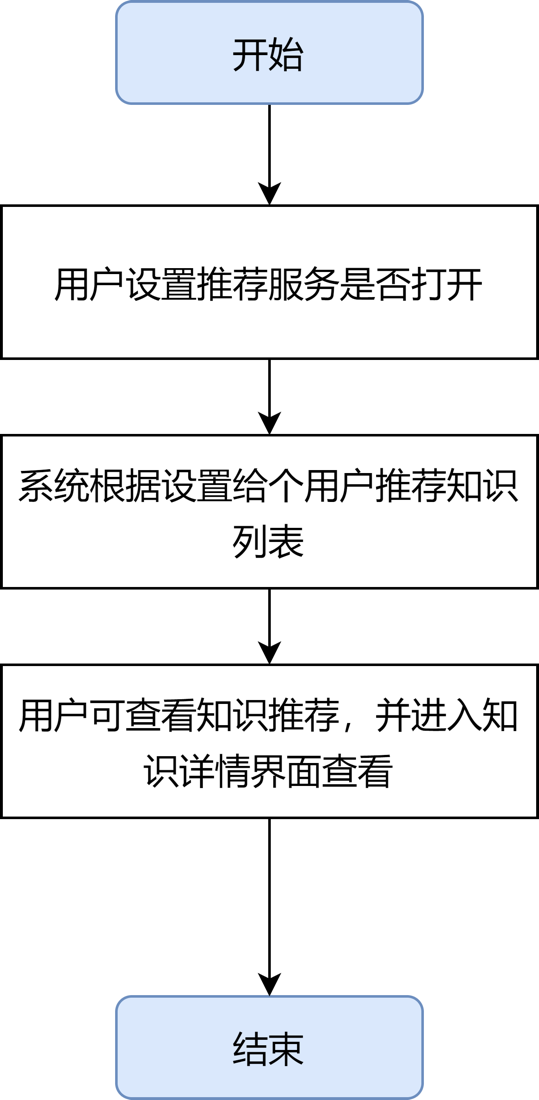 开始
用户设置推荐服务是否打开
系统根据设置给个用户推荐知识
列表
用户可查看知识推荐，并进入知
识详情界面查看
结束